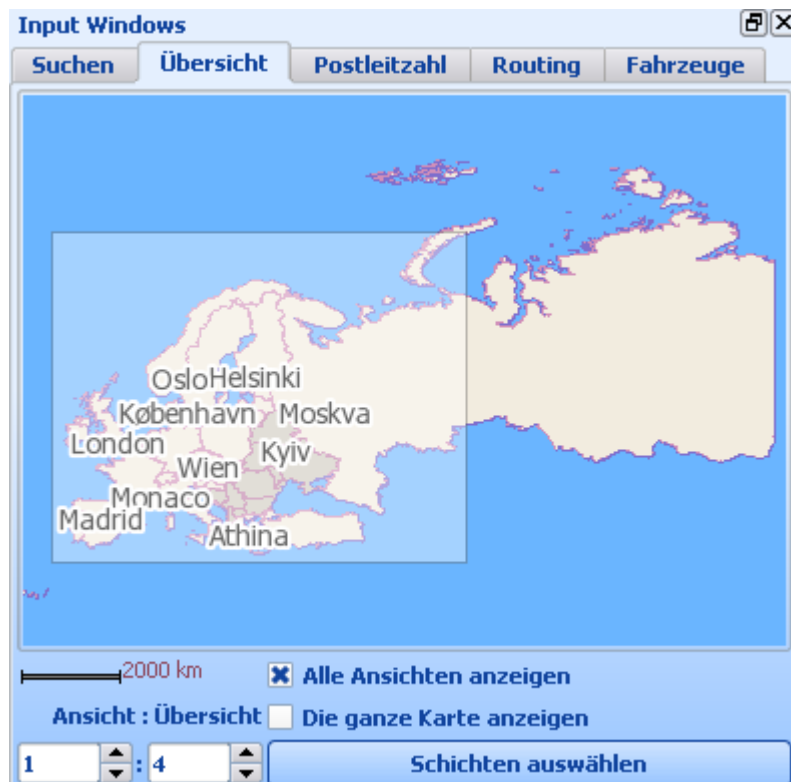 Input Windows
Suchen Übersicht Postleitzahl Routing Fahrzeuge
Oslo Helsinki
København Moskva
London
Kyiv
Wien
Monaco
Madrid
Athina
2000 km
Alle Ansichten anzeigen
Ansicht : Übersicht Die ganze Karte anzeigen
1 : 4 Schichten auswählen